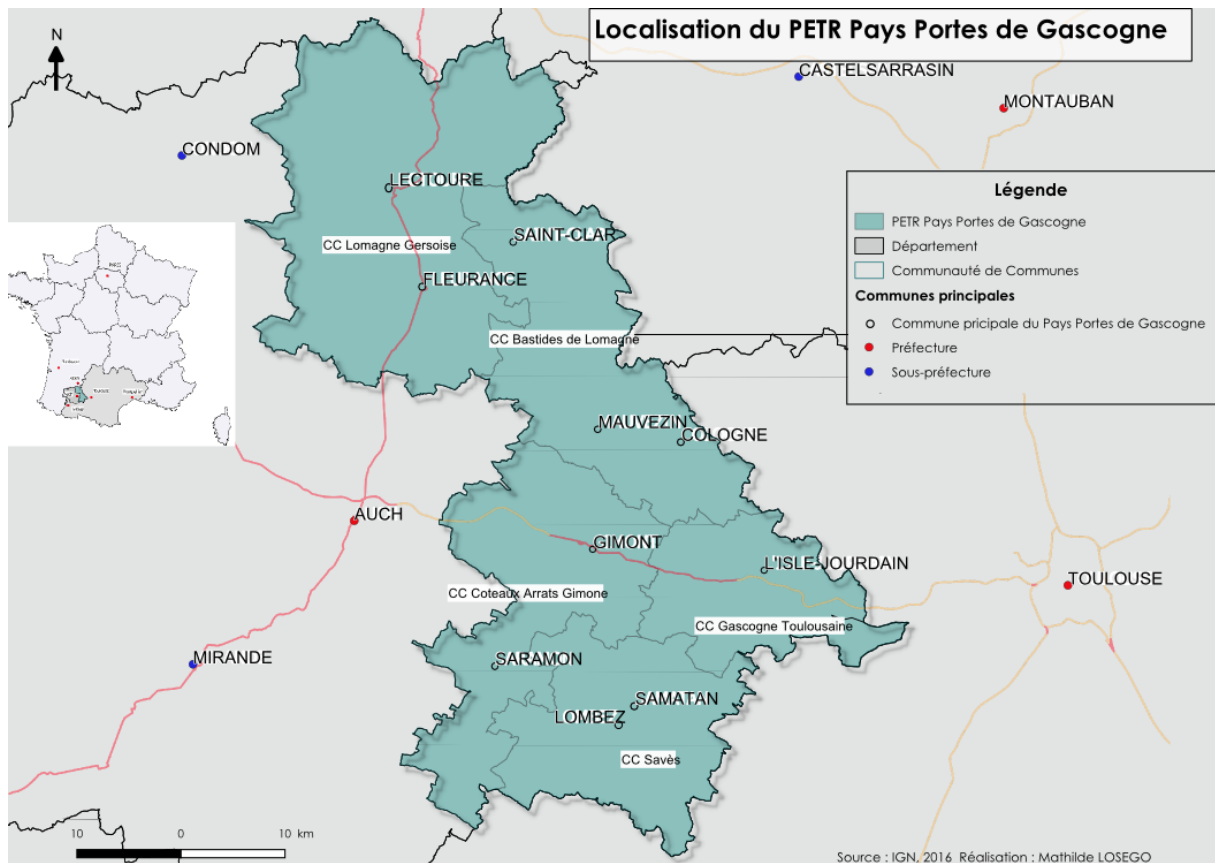 Localisation du PETR Pays Portes de Gascogne
N
CASTELSARRASIN
MONTAUBAN
CONDOM
LECTOURE
Légende
PETR Pays Portes de Gascogne
Département
Communauté de Communes
Communes principales
Commune pricipale du Pays Portes de Gascogne
Préfecture
Sous-préfecture
SAINT-CLAR
CC Lomagne Gersoise
PARIS
FLEURANCE
CC Bastides de Lomagne
MAUVEZIN
COLOGNE
AUCH
GIMONT
L'ISLE-JOURDAIN
TOULOUSE
CC Coteaux Arrats Gimone
CC Gascogne Toulousaine
MIRANDE
SARAMON
SAMATAN
LOMBEZ
CC Savès
10 0 10 km
Source : IGN, 2016 Réalisation : Mathilde LOSEGO